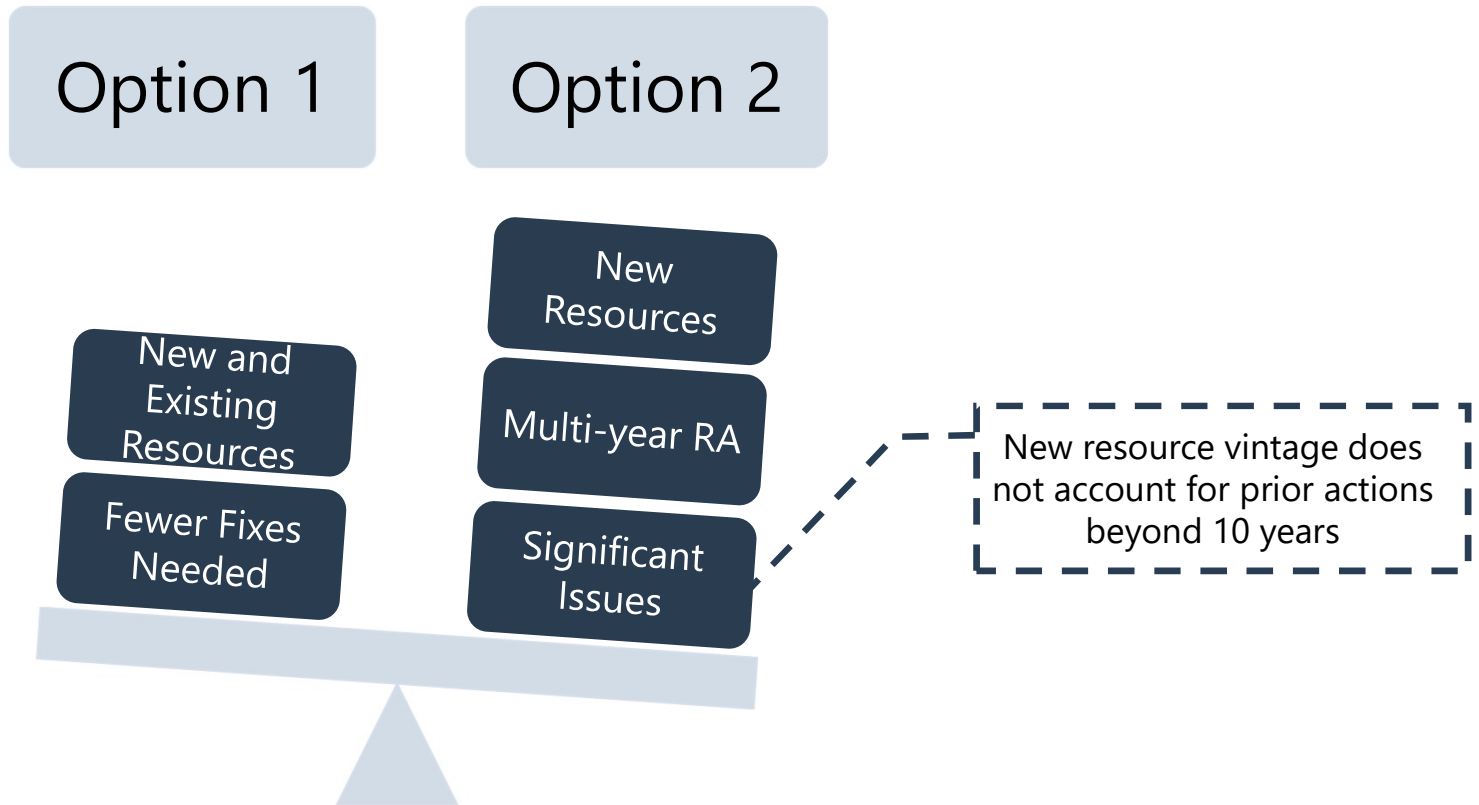 Option 1
Option 2
New and
Existing
Resources
Fewer Fixes
Needed
New
Resources
Multi-year RA
Significant
Issues
New resource vintage does
not account for prior actions
beyond 10 years